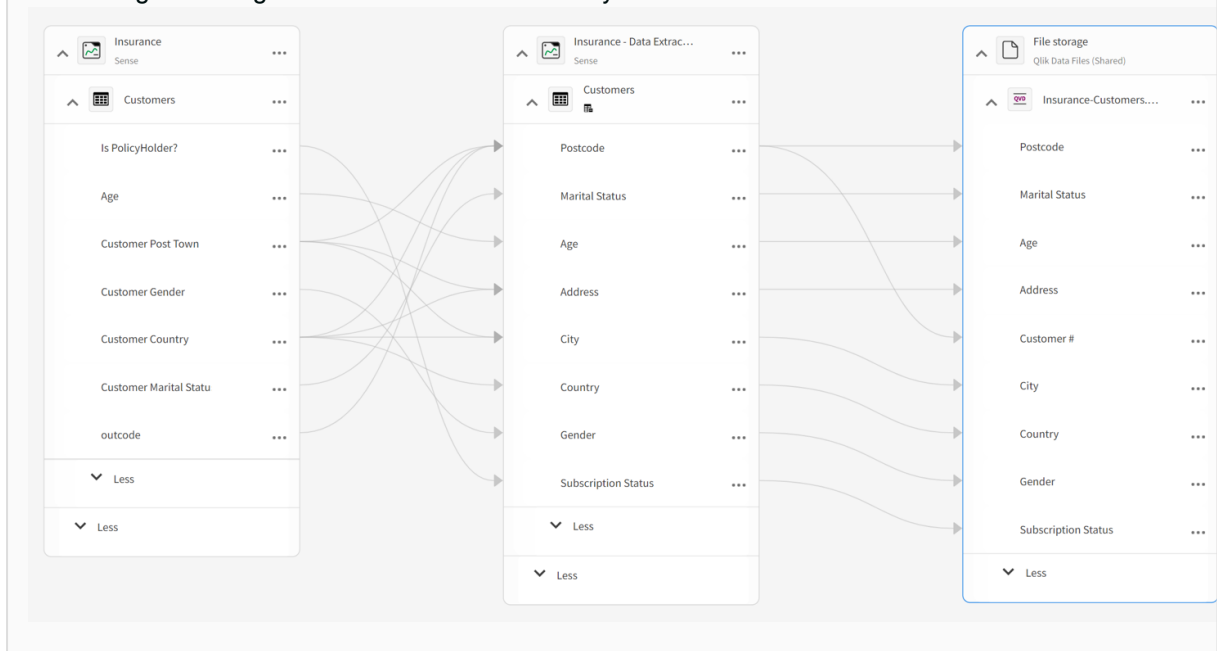 Insurance
Sense
Customers
Is PolicyHolder?
Age
Customer Post Town
Customer Gender
Customer Country
Customer Marital Statu
outcode
Less
Less
Insurance - Data Extrac...
Sense
Customers
Postcode
Marital Status
Age
Address
City
Country
Gender
Subscription Status
Less
Less
File storage
Qlik Data Files (Shared)
QVD
Insurance-Customers....
Postcode
Marital Status
Age
Address
Customer #
City
Country
Gender
Subscription Status
Less